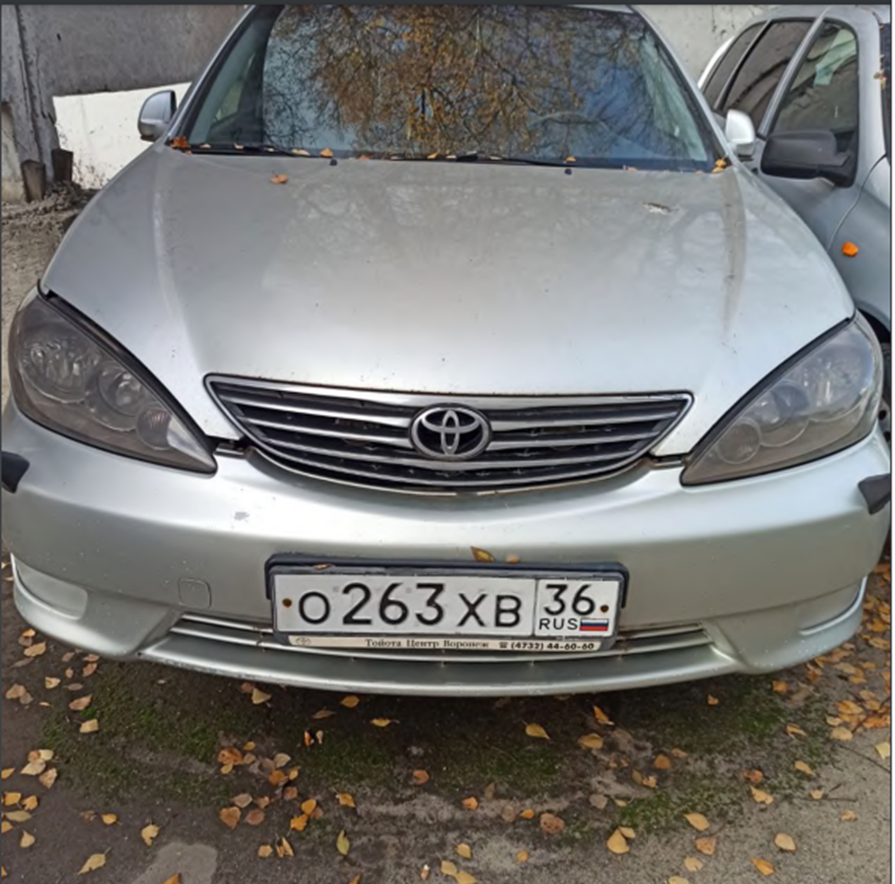 О263ХВ 36
RUS
Тойота Центр Воронеж ☎ (4732) 44-60-60